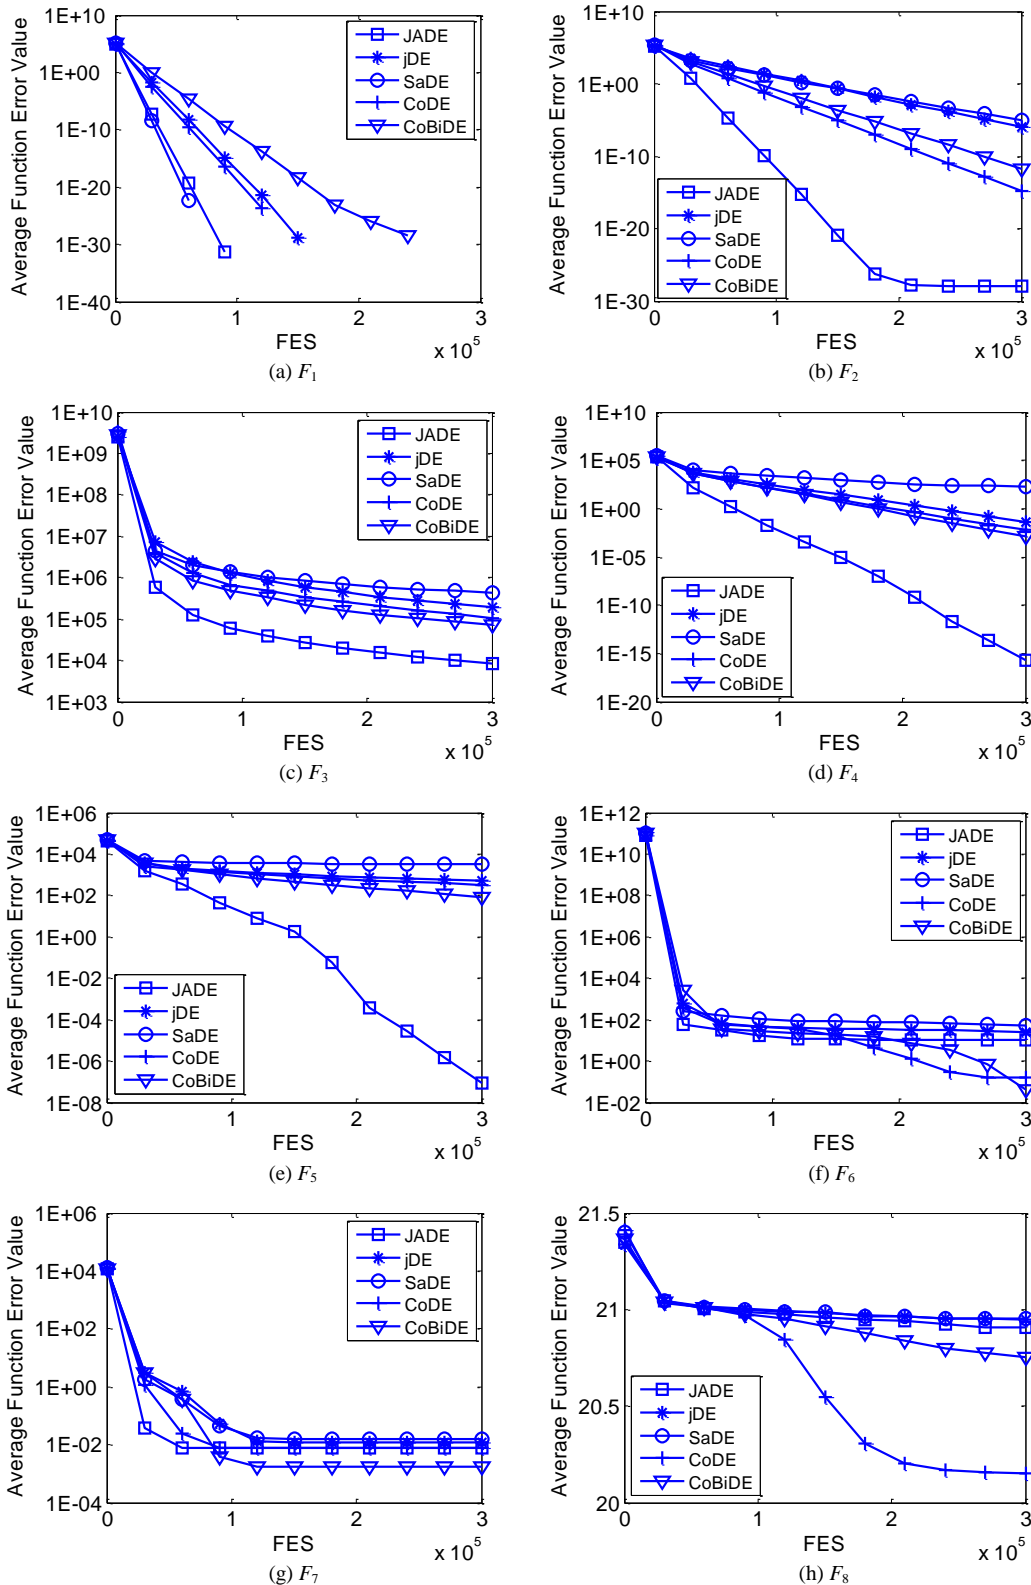 Average Function Error Value
1E+10
1E+00
1E-10
1E-20
1E-30
1E-40
JADE
jDE
SaDE
CoDE
CoBiDE
0 1 2 3
FES
x 10^5
(a) F1
Average Function Error Value
1E+10
1E+00
1E-10
1E-20
1E-30
JADE
jDE
SaDE
CoDE
CoBiDE
0 1 2 3
FES
x 10^5
(b) F2
Average Function Error Value
1E+10
1E+09
1E+08
1E+07
1E+06
1E+05
1E+04
1E+03
JADE
jDE
SaDE
CoDE
CoBiDE
0 1 2 3
FES
x 10^5
(c) F3
Average Function Error Value
1E+10
1E+05
1E+00
1E-05
1E-10
1E-15
1E-20
JADE
jDE
SaDE
CoDE
CoBiDE
0 1 2 3
FES
x 10^5
(d) F4
Average Function Error Value
1E+06
1E+04
1E+02
1E+00
1E-02
1E-04
1E-06
1E-08
JADE
jDE
SaDE
CoDE
CoBiDE
0 1 2 3
FES
x 10^5
(e) F5
Average Function Error Value
1E+12
1E+10
1E+08
1E+06
1E+04
1E+02
1E+00
1E-02
JADE
jDE
SaDE
CoDE
CoBiDE
0 1 2 3
FES
x 10^5
(f) F6
Average Function Error Value
1E+06
1E+04
1E+02
1E+00
1E-02
1E-04
JADE
jDE
SaDE
CoDE
CoBiDE
0 1 2 3
FES
x 10^5
(g) F7
Average Function Error Value
21.5
21
20.5
20
JADE
jDE
SaDE
CoDE
CoBiDE
0 1 2 3
FES
x 10^5
(h) F8